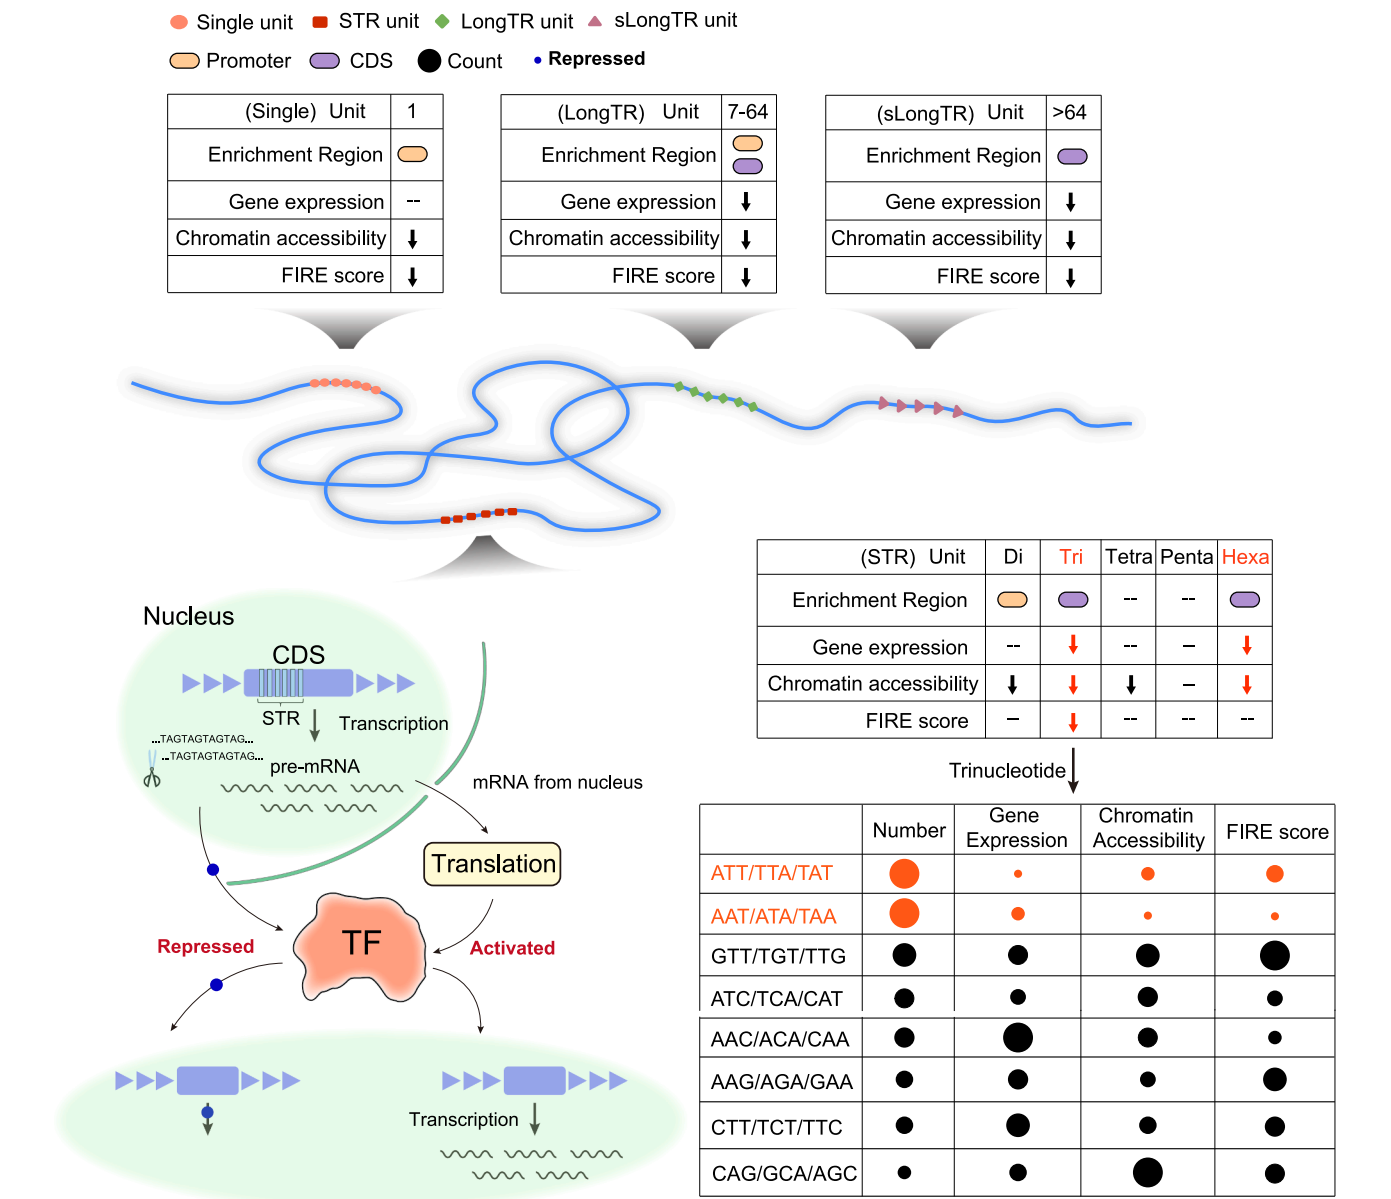 Single unit STR unit LongTR unit sLongTR unit
Promoter CDS Count Repressed
(Single) Unit 1
Enrichment Region
Gene expression --
Chromatin accessibility
FIRE score
(LongTR) Unit 7-64
Enrichment Region
Gene expression
Chromatin accessibility
FIRE score
(sLongTR) Unit >64
Enrichment Region
Gene expression
Chromatin accessibility
FIRE score
(STR) Unit Di Tri Tetra Penta Hexa
Enrichment Region -- --
Gene expression -- -- –
Chromatin accessibility –
FIRE score – -- -- --
Nucleus
CDS
STR
Transcription
...TAGTAGTAGTAG...
...TAGTAGTAGTAG...
pre-mRNA
mRNA from nucleus
Translation
TF
Repressed
Activated
Transcription
Trinucleotide
Number Gene Expression Chromatin Accessibility FIRE score
ATT/TTA/TAT
AAT/ATA/TAA
GTT/TGT/TTG
ATC/TCA/CAT
AAC/ACA/CAA
AAG/AGA/GAA
CTT/TCT/TTC
CAG/GCA/AGC